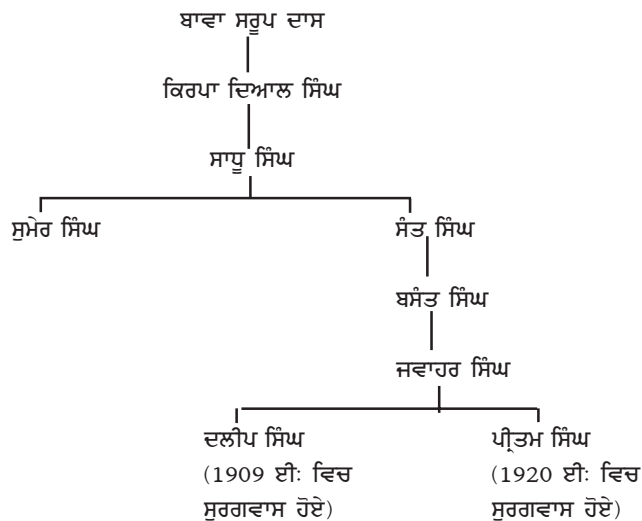 ਬਾਵਾ ਸਰੂਪ ਦਾਸ
ਕਿਰਪਾ ਦਿਆਲ ਸਿੰਘ
ਸਾਧੂ ਸਿੰਘ
ਸੁਮੇਰ ਸਿੰਘ ਸੰਤ ਸਿੰਘ
ਬਸੰਤ ਸਿੰਘ
ਜਵਾਹਰ ਸਿੰਘ
ਦਲੀਪ ਸਿੰਘ ਪ੍ਰੀਤਮ ਸਿੰਘ
(1909 ਈਃ ਵਿਚ (1920 ਈਃ ਵਿਚ
ਸੁਰਗਵਾਸ ਹੋਏ) ਸੁਰਗਵਾਸ ਹੋਏ)